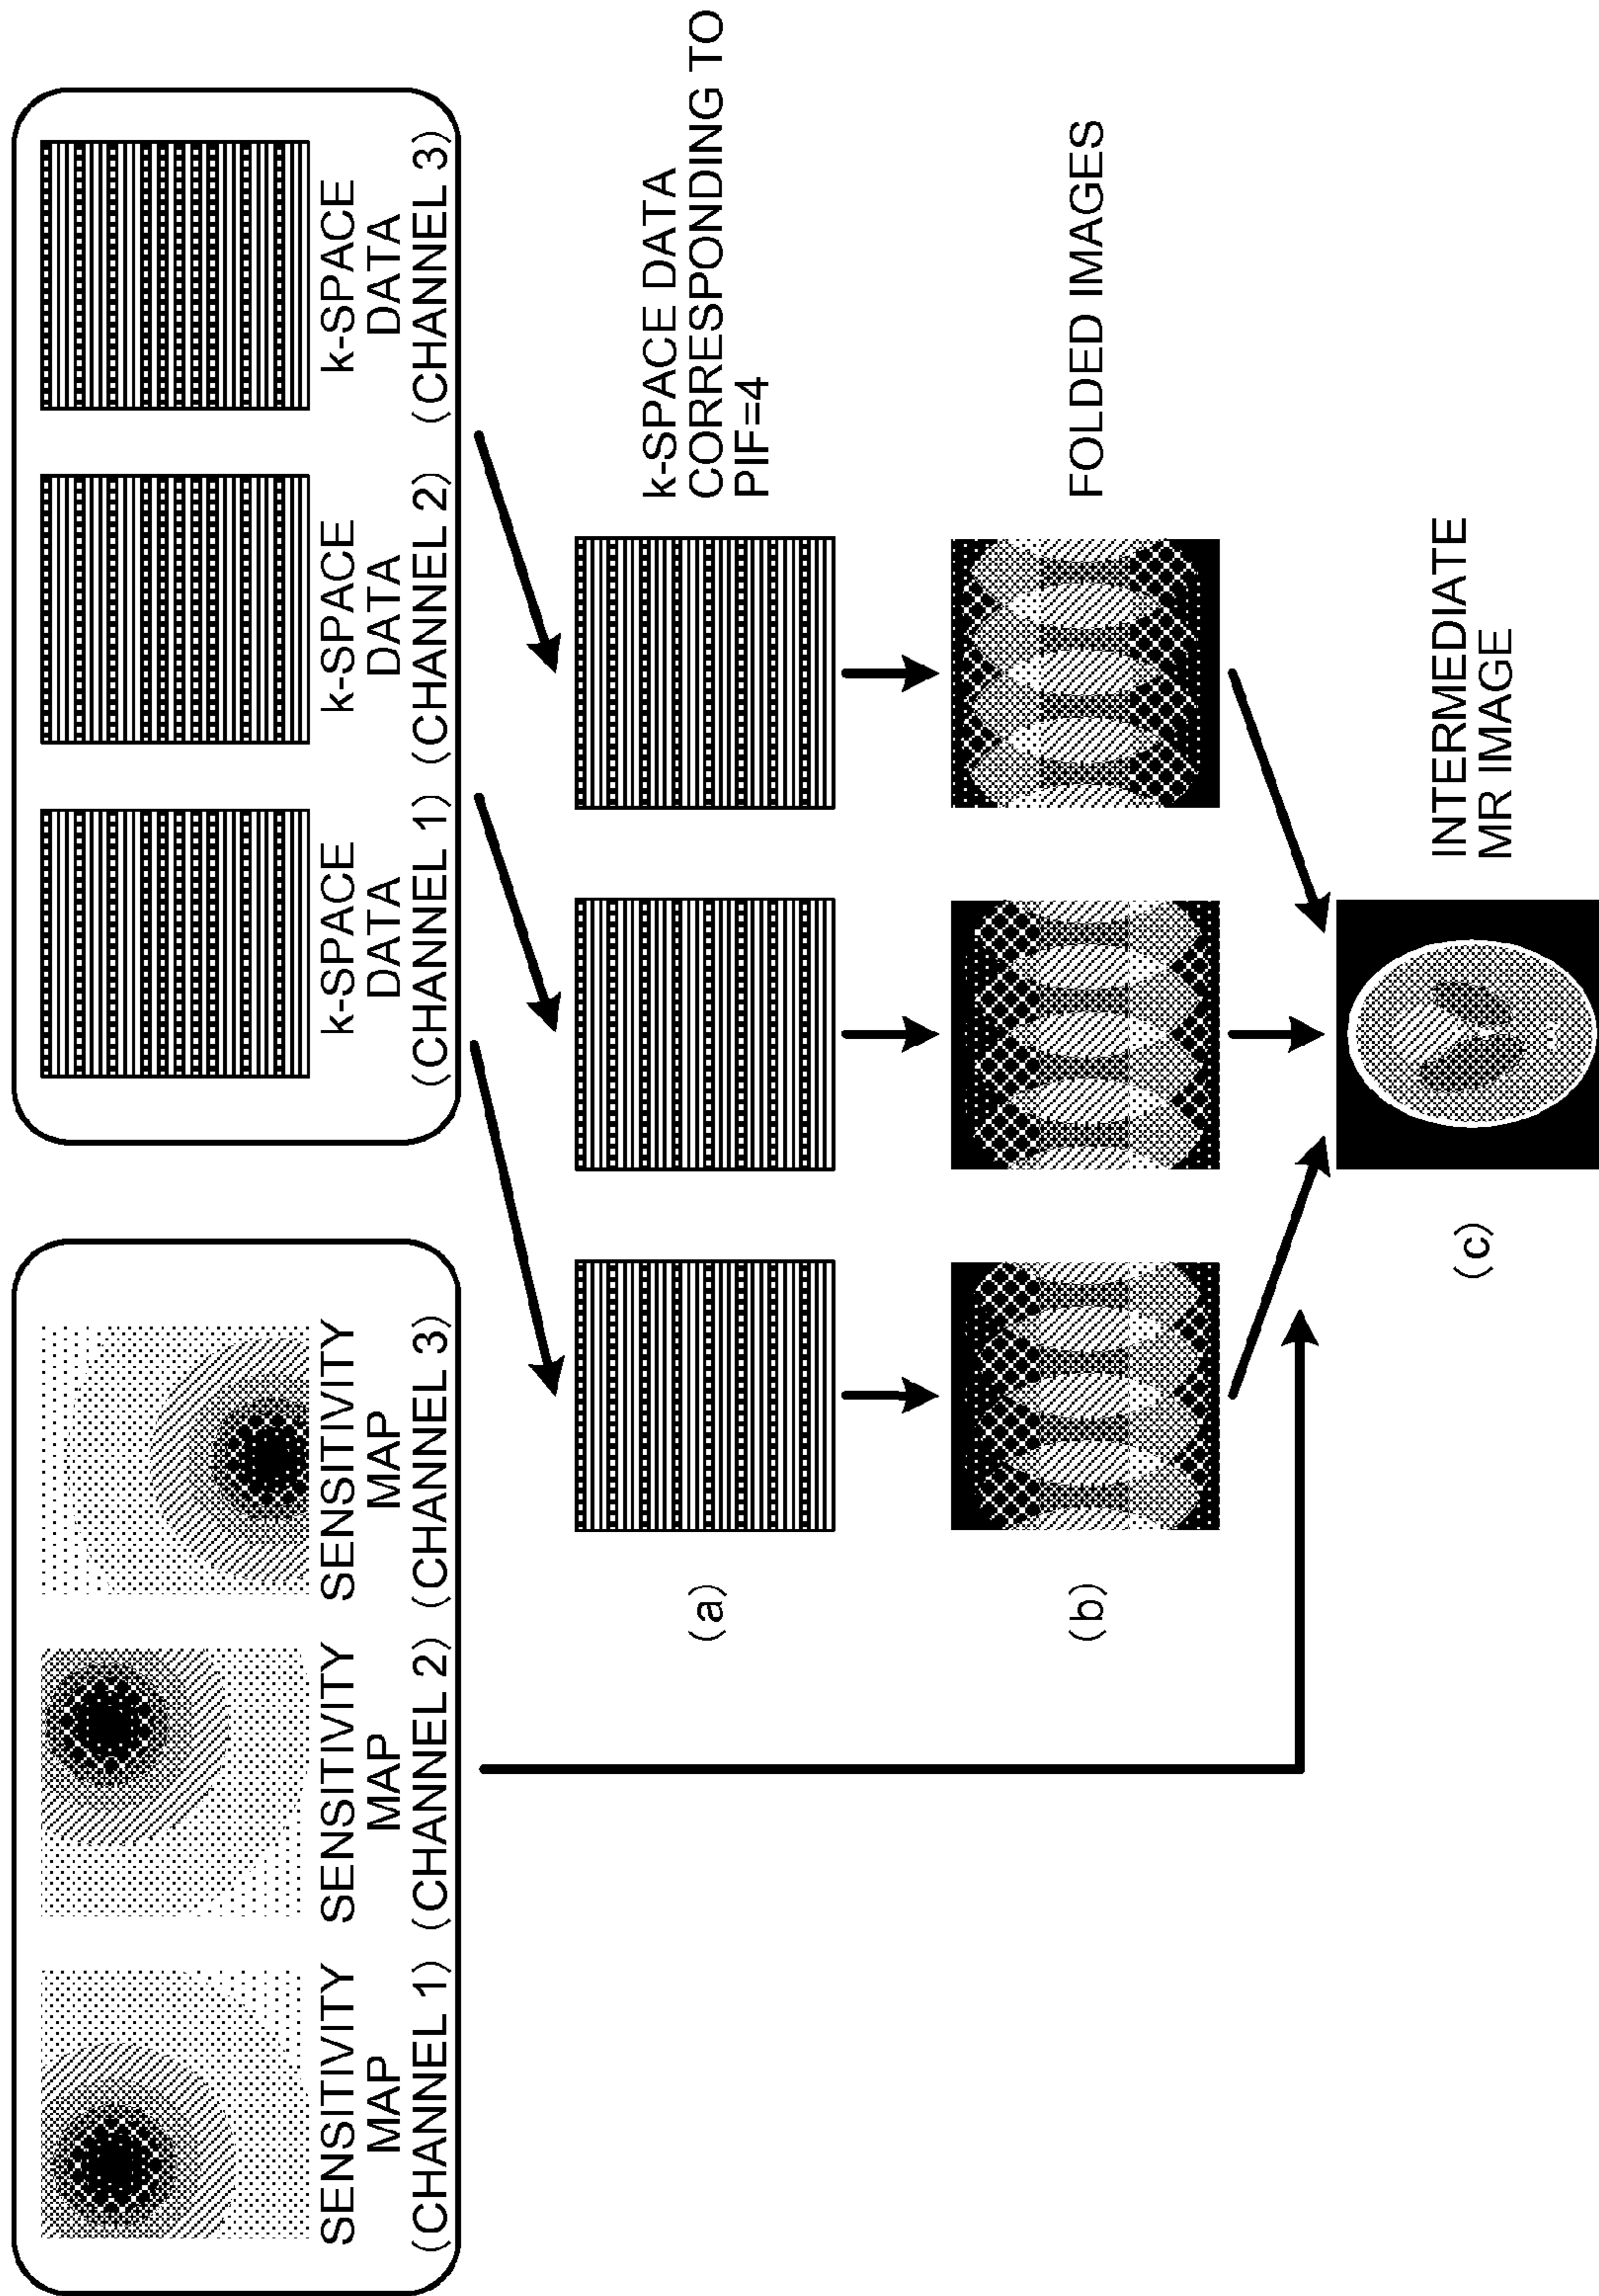 SENSITIVITY
MAP
(CHANNEL 1)
SENSITIVITY
MAP
(CHANNEL 2)
SENSITIVITY
MAP
(CHANNEL 3)
k-SPACE
DATA
(CHANNEL 1)
k-SPACE
DATA
(CHANNEL 2)
k-SPACE
DATA
(CHANNEL 3)
(a)
k-SPACE DATA
CORRESPONDING TO
PIF=4
(b)
FOLDED IMAGES
(c)
INTERMEDIATE
MR IMAGE